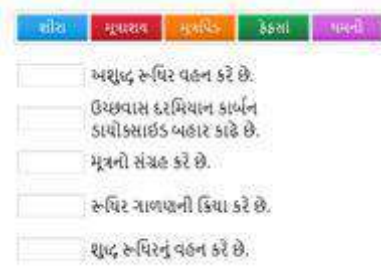 શીરા મૂત્રાશય મૂત્રપિંડ ફેફસાં ધમની
અશુદ્ધ રૂધિર વહન કરે છે.
ઉચ્છવાસ દરમિયાન કાર્બન
ડાયોક્સાઇડ બહાર કાઢે છે.
મૂત્રનો સંગ્રહ કરે છે.
રૂધિર ગાળણની ક્રિયા કરે છે.
શુદ્ધ રૂધિરનું વહન કરે છે.